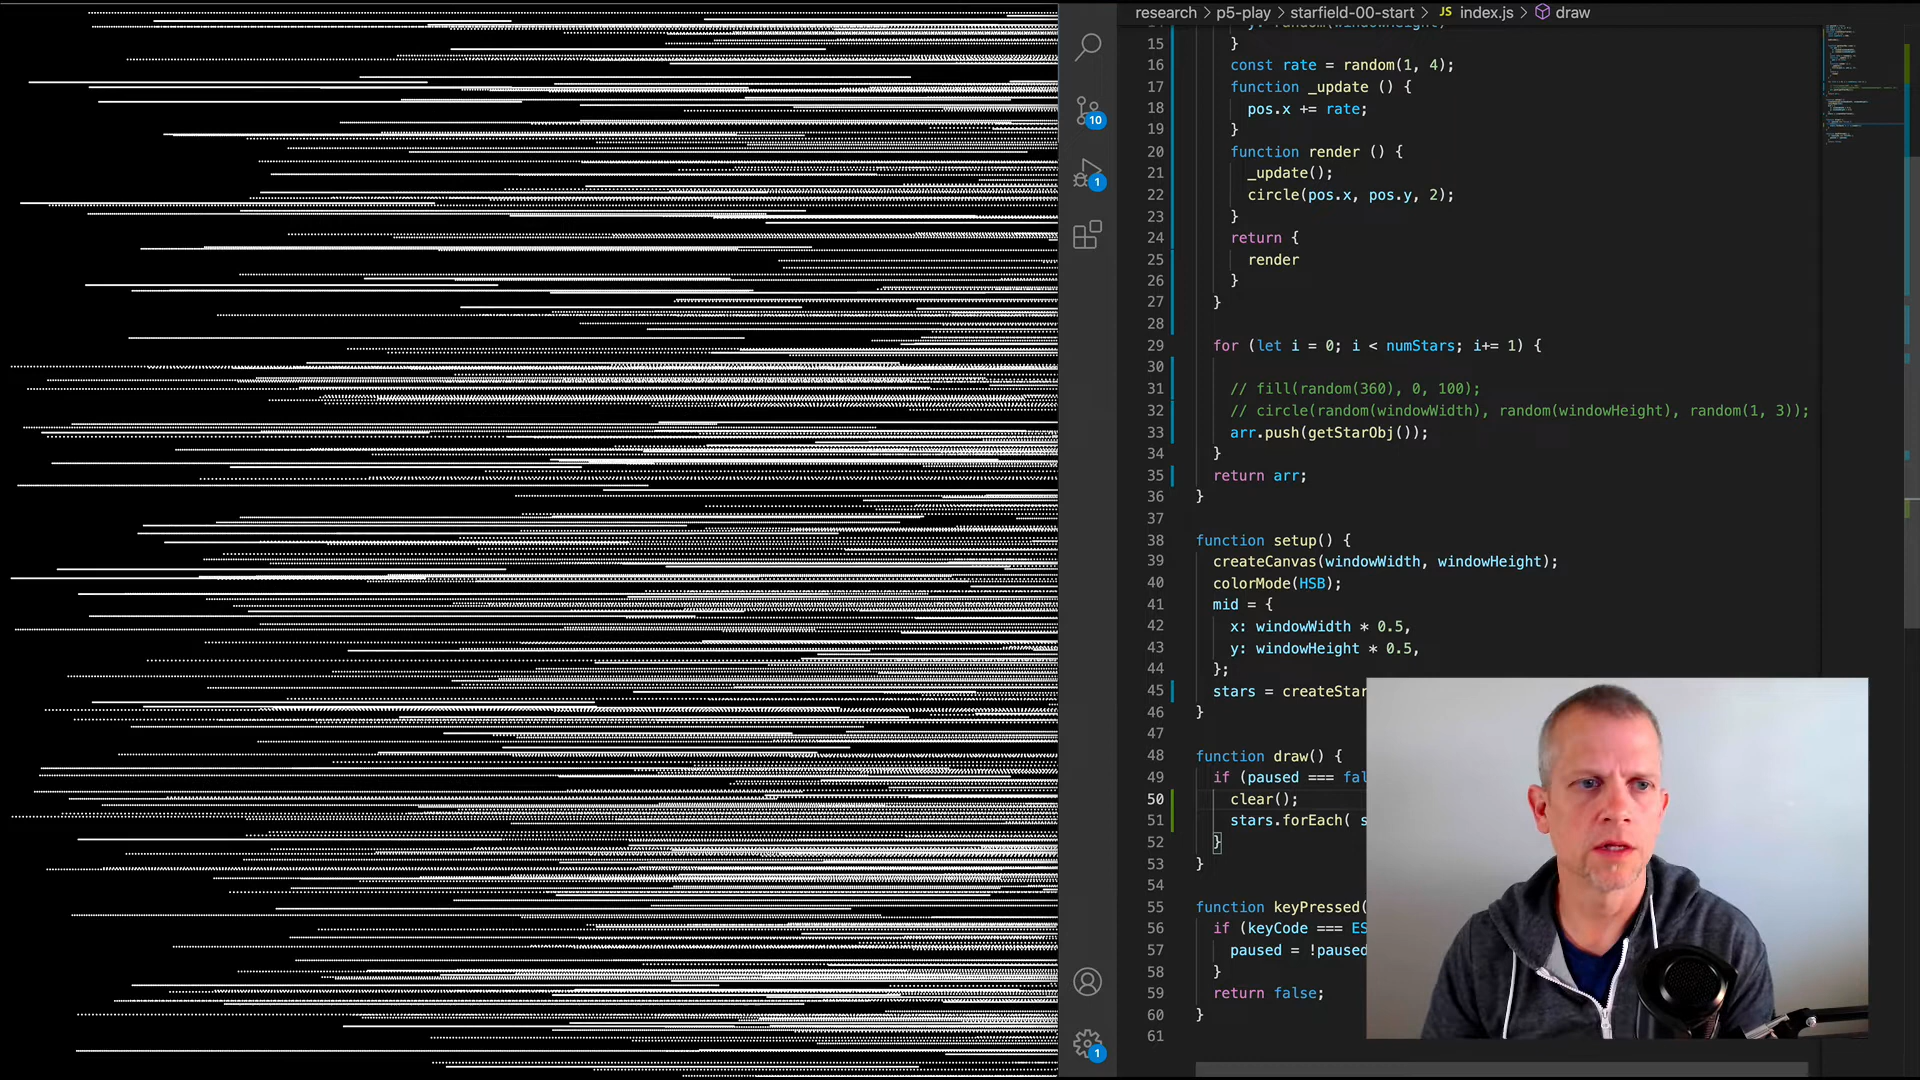 research > p5-play > starfield-00-start > JS index.js > draw
15 }
16 const rate = random(1, 4);
17 function _update () {
18 pos.x += rate;
19 }
20 function render () {
21 _update();
22 circle(pos.x, pos.y, 2);
23 }
24 return {
25 render
26 }
27 }
28
29 for (let i = 0; i < numStars; i+= 1) {
30
31 // fill(random(360), 0, 100);
32 // circle(random(windowWidth), random(windowHeight), random(1, 3));
33 arr.push(getStarObj());
34 }
35 return arr;
36 }
37
38 function setup() {
39 createCanvas(windowWidth, windowHeight);
40 colorMode(HSB);
41 mid = {
42 x: windowWidth * 0.5,
43 y: windowHeight * 0.5,
44 };
45 stars = createStar
46 }
47
48 function draw() {
49 if (paused === fal
50 clear();
51 stars.forEach( s
52 }
53 }
54
55 function keyPressed(
56 if (keyCode === ES
57 paused = !paused
58 }
59 return false;
60 }
61
10
1
1